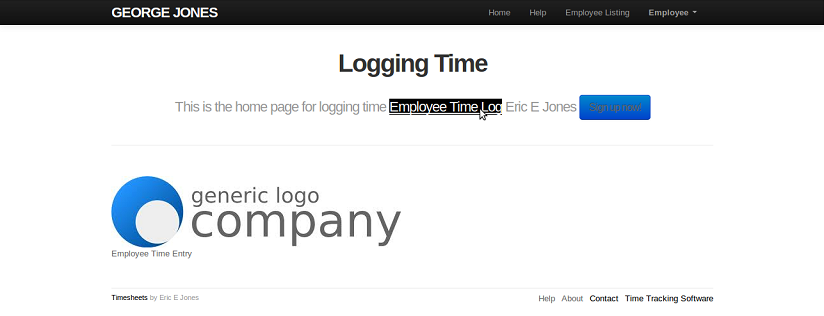 GEORGE JONES Home Help Employee Listing Employee
Logging Time
This is the home page for logging time Employee Time Log Eric E Jones Sign up now!
generic logo
company
Employee Time Entry
Timesheets by Eric E Jones Help About Contact Time Tracking Software